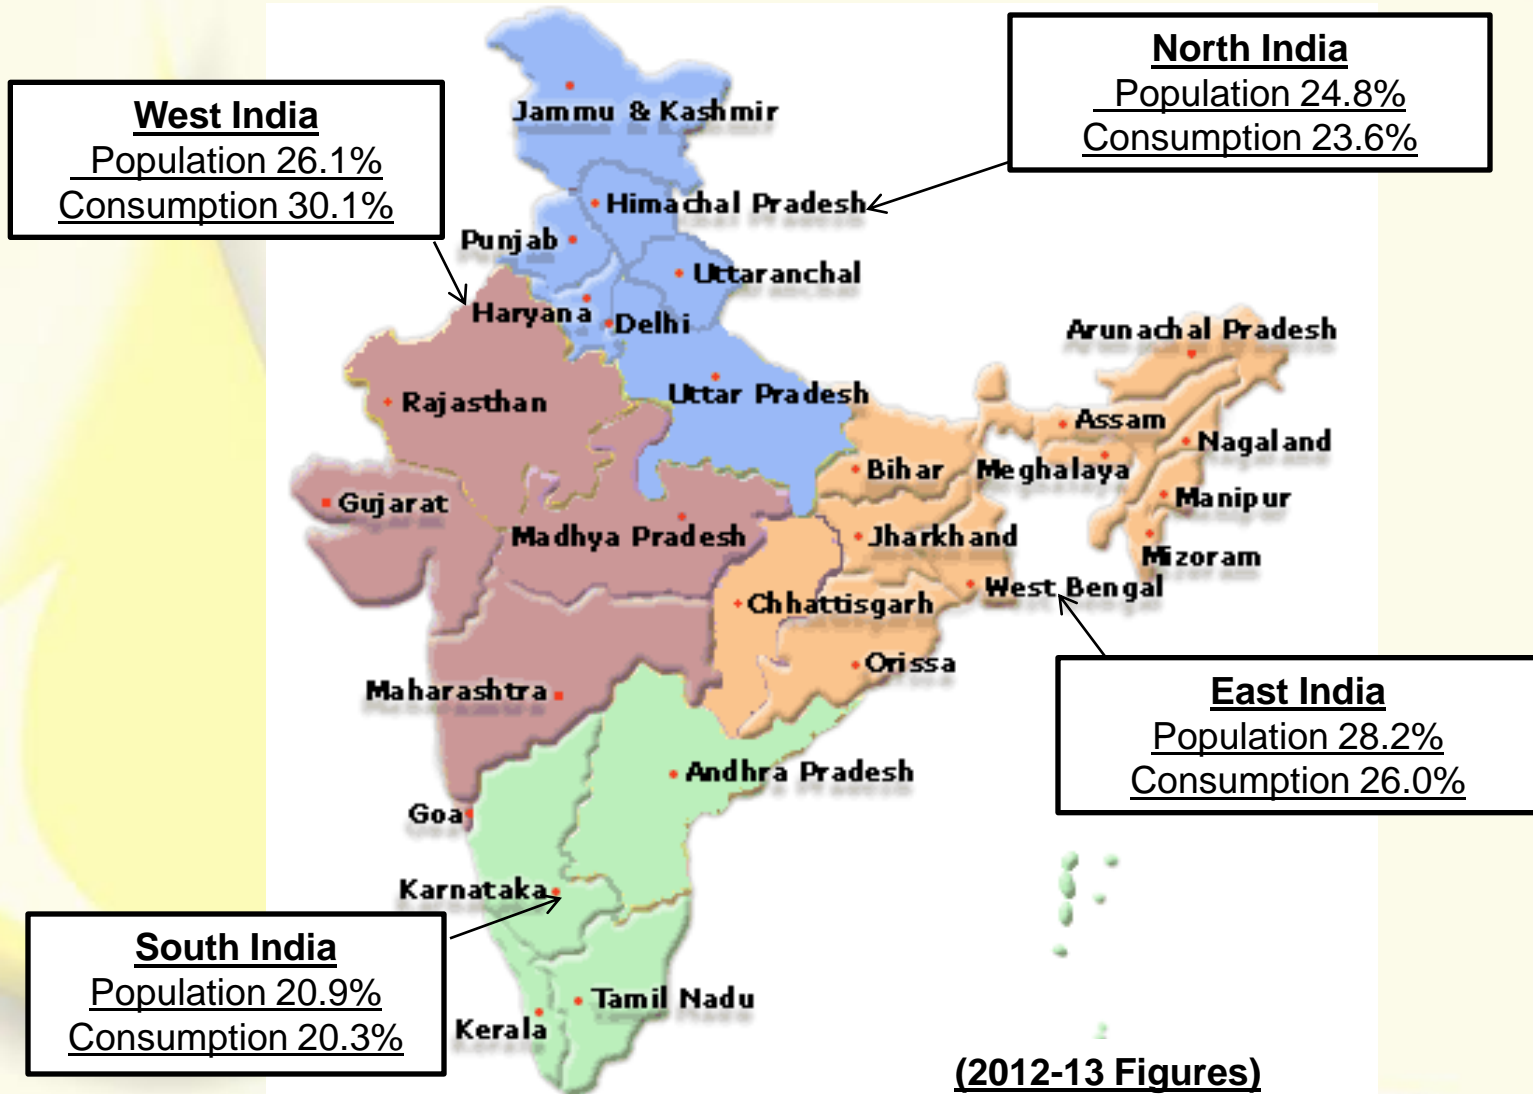 North India
Population 24.8%
Consumption 23.6%
West India
Population 26.1%
Consumption 30.1%
Jammu & Kashmir
Himachal Pradesh
Punjab
Uttaranchal
Haryana
Delhi
Arunachal Pradesh
Rajasthan
Uttar Pradesh
Assam
Nagaland
Bihar
Meghalaya
Gujarat
Manipur
Madhya Pradesh
Jharkhand
Mizoram
West Bengal
Chhattisgarh
Orissa
Maharashtra
East India
Population 28.2%
Consumption 26.0%
Andhra Pradesh
Goa
Karnataka
South India
Population 20.9%
Consumption 20.3%
Tamil Nadu
Kerala
(2012-13 Figures)